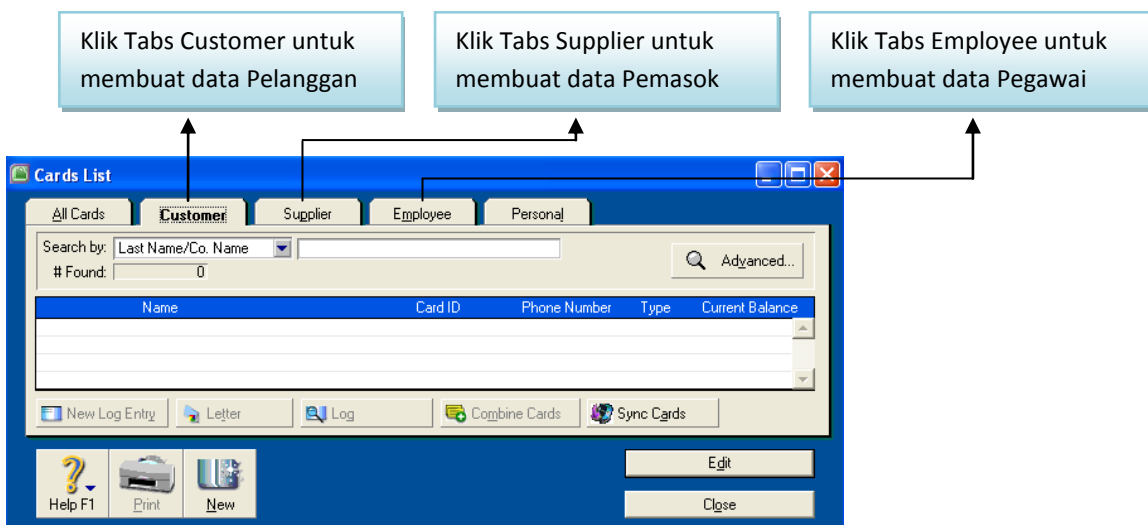 Klik Tabs Customer untuk
membuat data Pelanggan
Klik Tabs Supplier untuk
membuat data Pemasok
Klik Tabs Employee untuk
membuat data Pegawai
Cards List
All Cards Customer Supplier Employee Personal
Search by: Last Name/Co. Name
Advanced...
# Found: 0
Name Card ID Phone Number Type Current Balance
New Log Entry Letter Log Combine Cards Sync Cards
Edit
Help F1 Print New Close